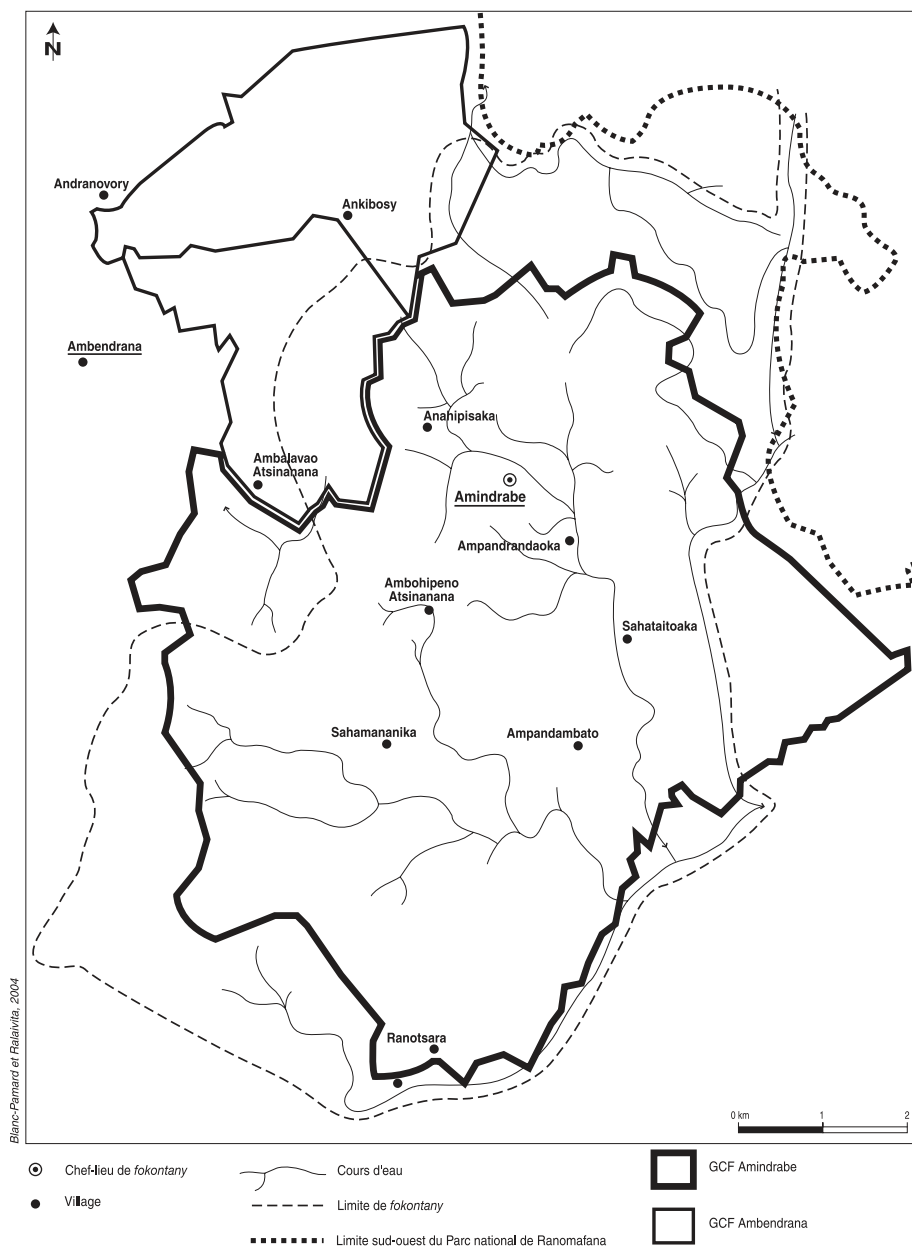 N
Andranovory
Ankibosy
Ambendrana
Anahipisaka
Ambalavao
Atsinanana
Amindrabe
Ampandrandaoka
Ambohipeno
Atsinanana
Sahataitoaka
Sahamananika
Ampandambato
Ranotsara
Blanc-Pamard et Ralaivita, 2004
0 km 1 2
Chef-lieu de fokontany
Cours d'eau
GCF Amindrabe
Village
Limite de fokontany
GCF Ambendrana
Limite sud-ouest du Parc national de Ranomafana